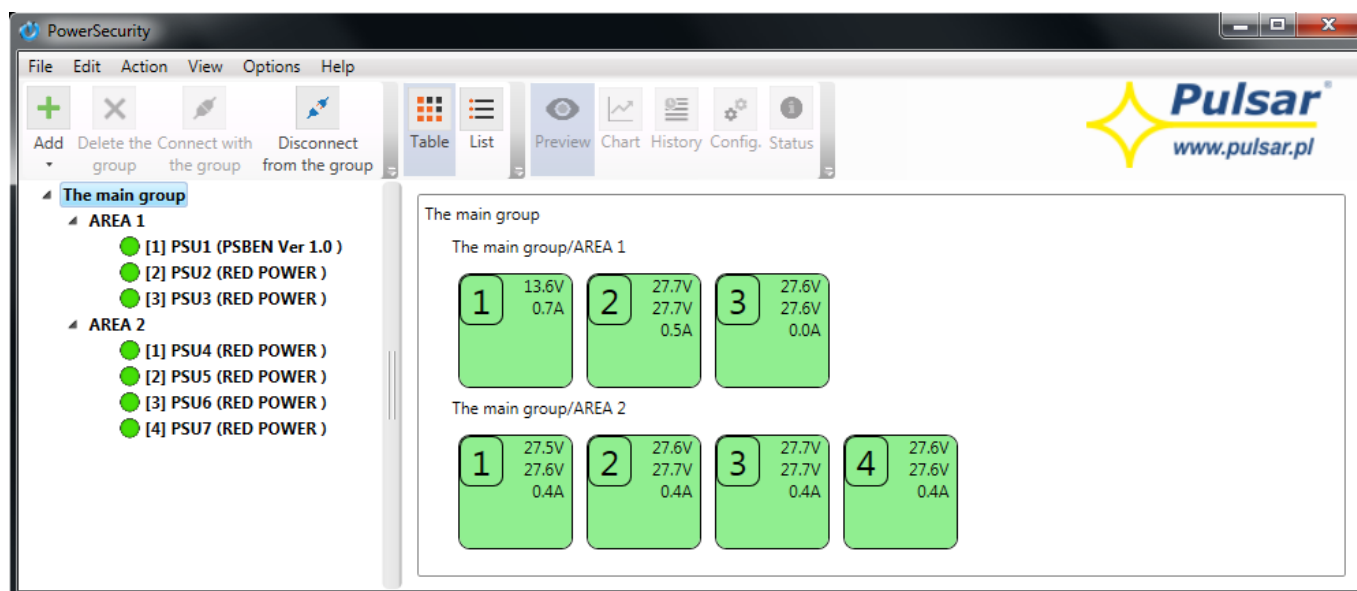 PowerSecurity
File Edit Action View Options Help
Add Delete the group Connect with the group Disconnect from the group Table List Preview Chart History Config. Status
Pulsar®
www.pulsar.pl
The main group
AREA 1
[1] PSU1 (PSBEN Ver 1.0 )
[2] PSU2 (RED POWER )
[3] PSU3 (RED POWER )
AREA 2
[1] PSU4 (RED POWER )
[2] PSU5 (RED POWER )
[3] PSU6 (RED POWER )
[4] PSU7 (RED POWER )
The main group
The main group/AREA 1
1 13.6V 2 27.7V 3 27.6V
0.7A 27.7V 27.6V
0.5A 0.0A
The main group/AREA 2
1 27.5V 2 27.6V 3 27.7V 4 27.6V
27.6V 27.7V 27.7V 27.6V
0.4A 0.4A 0.4A 0.4A